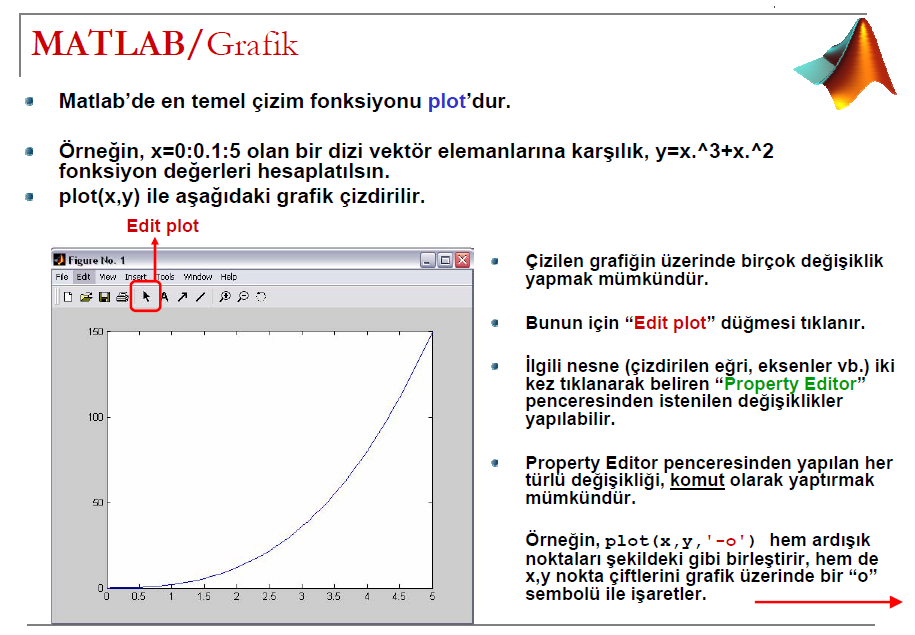 MATLAB/Grafik
Matlab’de en temel çizim fonksiyonu plot’dur.
Örneğin, x=0:0.1:5 olan bir dizi vektör elemanlarına karşılık, y=x.^3+x.^2
fonksiyon değerleri hesaplatılsın.
plot(x,y) ile aşağıdaki grafik çizdirilir.
Edit plot
Figure No. 1
File Edit View Insert Tools Window Help
A
150
100
50
0
0 0.5 1 1.5 2 2.5 3 3.5 4 4.5 5
Çizilen grafiğin üzerinde birçok değişiklik
yapmak mümkündür.
Bunun için “Edit plot” düğmesi tıklanır.
İlgili nesne (çizdirilen eğri, eksenler vb.) iki
kez tıklanarak beliren “Property Editor”
penceresinden istenilen değişiklikler
yapılabilir.
Property Editor penceresinden yapılan her
türlü değişikliği, komut olarak yaptırmak
mümkündür.
Örneğin, plot(x,y,'-o') hem ardışık
noktaları şekildeki gibi birleştirir, hem de
x,y nokta çiftlerini grafik üzerinde bir “o”
sembolü ile işaretler.